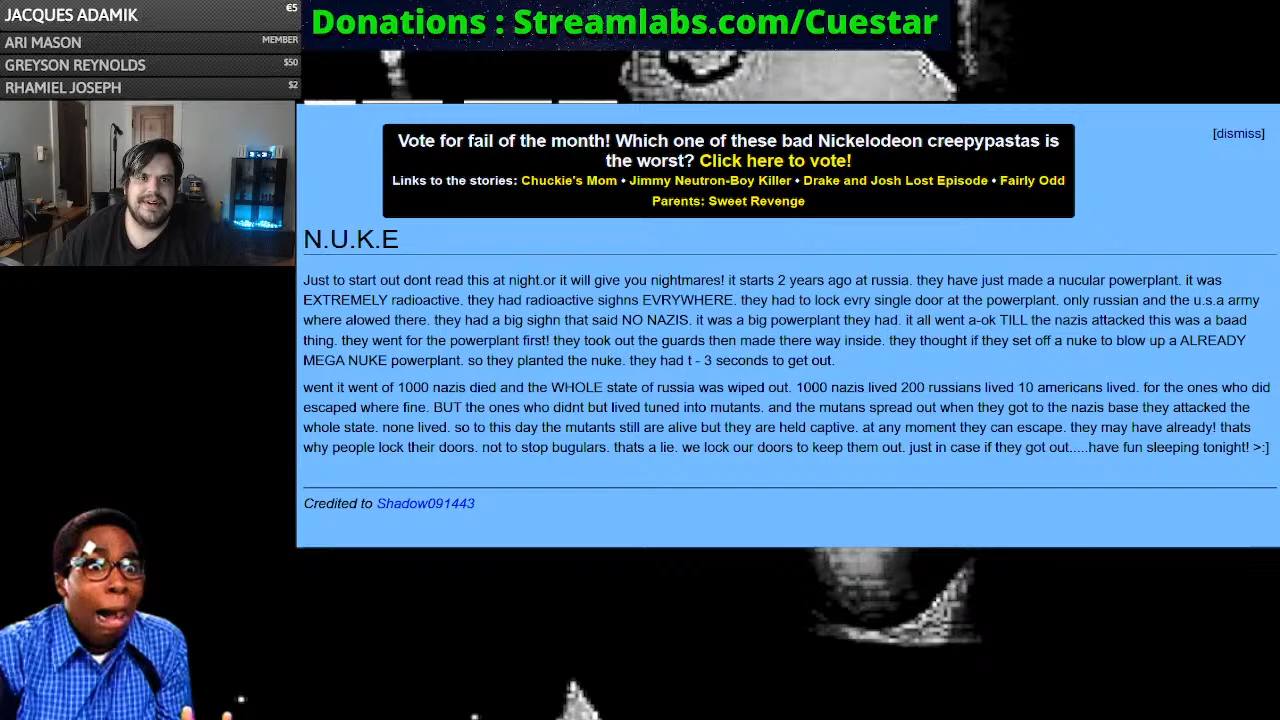 JACQUES ADAMIK €5
ARI MASON MEMBER
GREYSON REYNOLDS $50
RHAMIEL JOSEPH $2
Donations : Streamlabs.com/Cuestar
[dismiss]
Vote for fail of the month! Which one of these bad Nickelodeon creepypastas is
the worst? Click here to vote!
Links to the stories: Chuckie's Mom • Jimmy Neutron-Boy Killer • Drake and Josh Lost Episode • Fairly Odd
Parents: Sweet Revenge
N.U.K.E
Just to start out dont read this at night.or it will give you nightmares! it starts 2 years ago at russia. they have just made a nucular powerplant. it was
EXTREMELY radioactive. they had radioactive sighns EVRYWHERE. they had to lock evry single door at the powerplant. only russian and the u.s.a army
where alowed there. they had a big sighn that said NO NAZIS. it was a big powerplant they had. it all went a-ok TILL the nazis attacked this was a baad
thing. they went for the powerplant first! they took out the guards then made there way inside. they thought if they set off a nuke to blow up a ALREADY
MEGA NUKE powerplant. so they planted the nuke. they had t - 3 seconds to get out.
went it went of 1000 nazis died and the WHOLE state of russia was wiped out. 1000 nazis lived 200 russians lived 10 americans lived. for the ones who did
escaped where fine. BUT the ones who didnt but lived tuned into mutants. and the mutans spread out when they got to the nazis base they attacked the
whole state. none lived. so to this day the mutants still are alive but they are held captive. at any moment they can escape. they may have already! thats
why people lock their doors. not to stop bugulars. thats a lie. we lock our doors to keep them out. just in case if they got out.....have fun sleeping tonight! >:]
Credited to Shadow091443